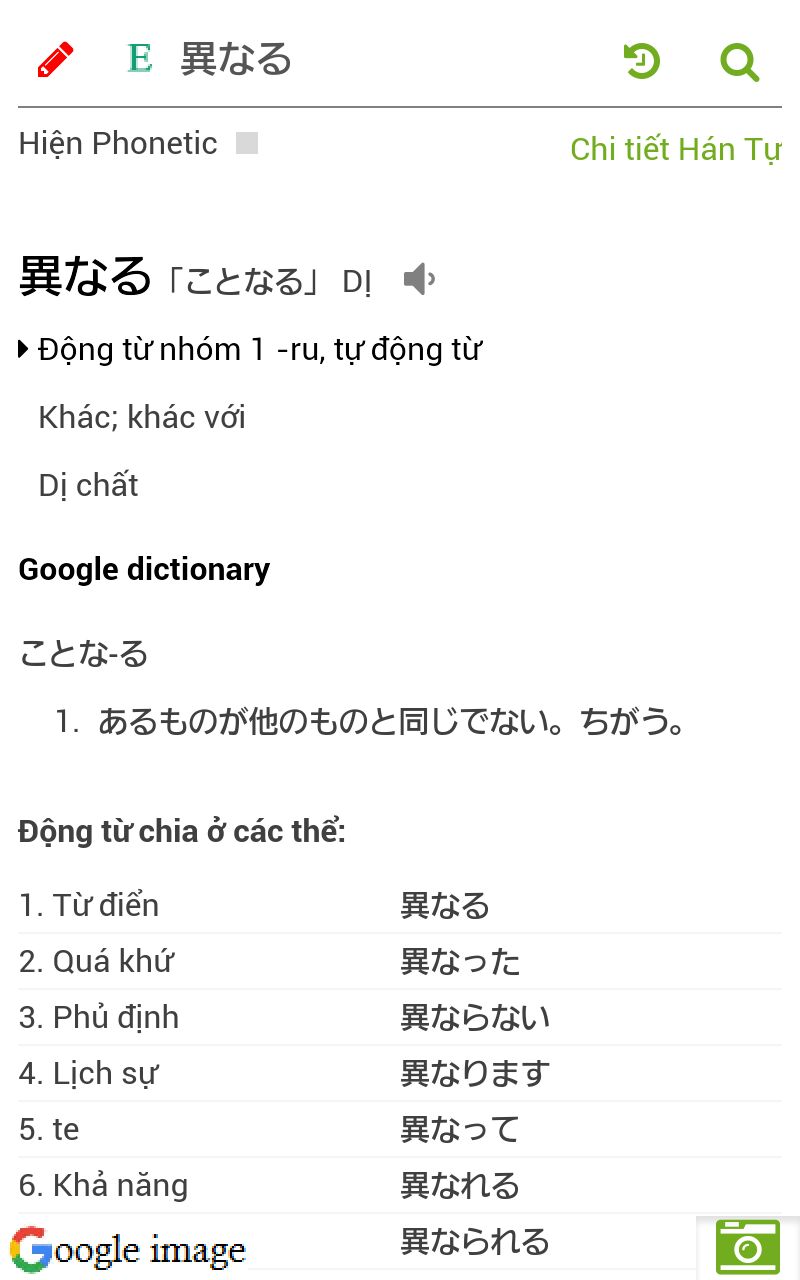 E 異なる
Hiện Phonetic
Chi tiết Hán Tự
異なる「ことなる」 DỊ
Động từ nhóm 1 -ru, tự động từ
Khác; khác với
Dị chất
Google dictionary
ことな-る
1. あるものが他のものと同じでない。ちがう。
Động từ chia ở các thể:
1. Từ điển 異なる
2. Quá khứ 異なった
3. Phủ định 異ならない
4. Lịch sự 異なります
5. te 異なって
6. Khả năng 異なれる
異なられる
Google image